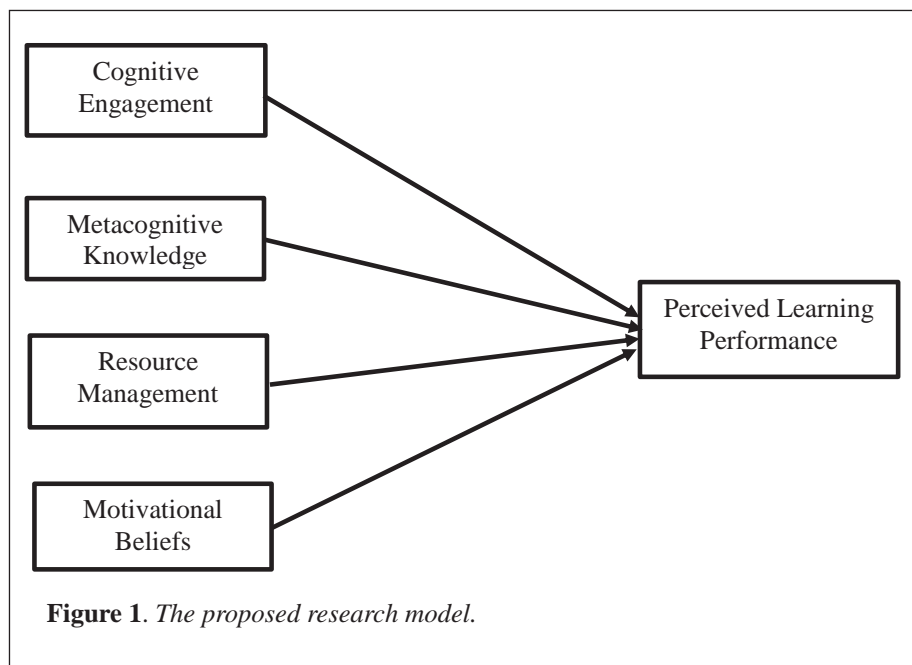 Cognitive
Engagement
Metacognitive
Knowledge
Resource
Management
Motivational
Beliefs
Perceived Learning
Performance
Figure 1. The proposed research model.